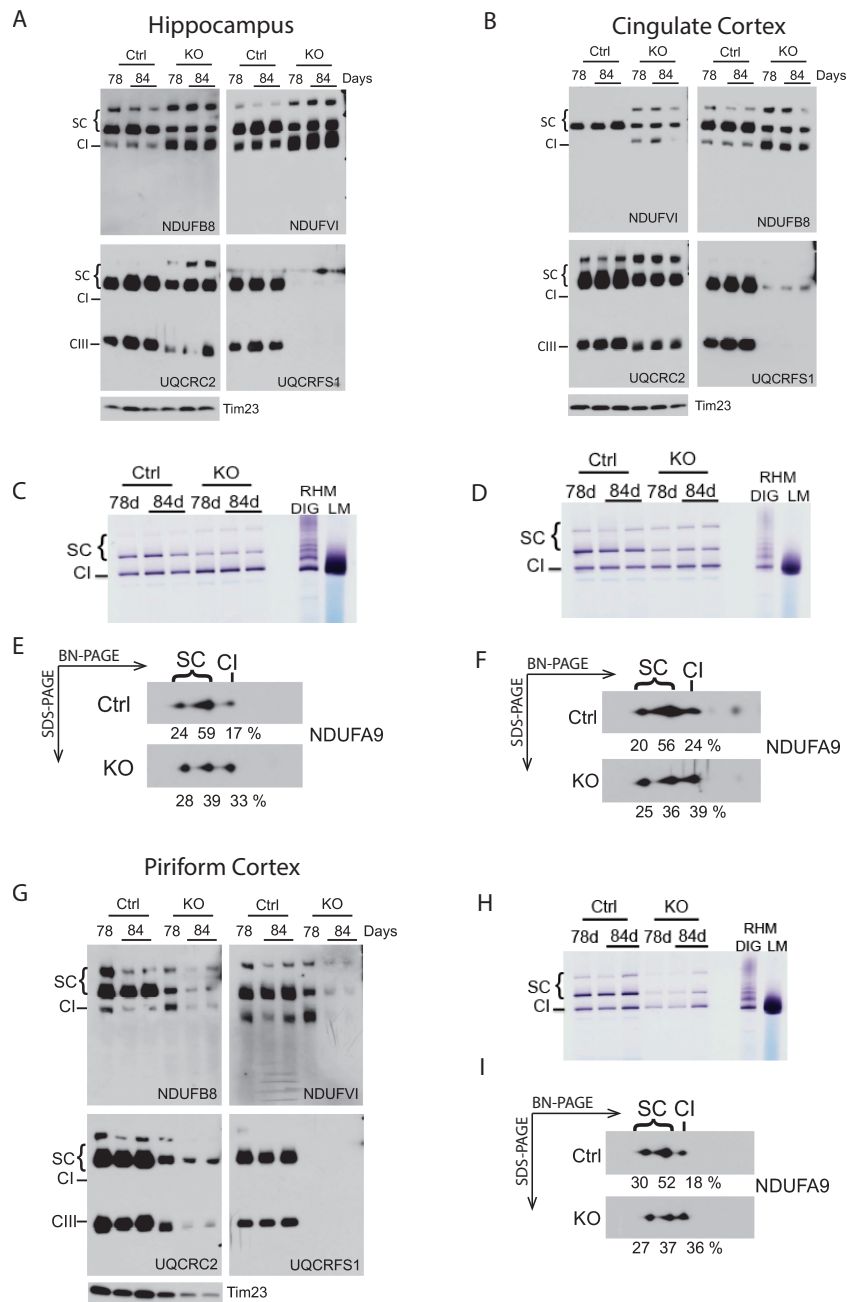 A
Hippocampus
Ctrl KO Ctrl KO
78 84 78 84 78 84 78 84 Days
SC
CI
NDUFB8 NDUFVI
SC
CI
CIII
UQCRC2 UQCRFS1
Tim23
B
Cingulate Cortex
Ctrl KO Ctrl KO
78 84 78 84 78 84 78 84 Days
SC
CI
NDUFVI NDUFB8
SC
CI
CIII
UQCRC2 UQCRFS1
Tim23
C
Ctrl KO
RHM
78d 84d 78d 84d DIG LM
SC
CI
D
Ctrl KO
RHM
78d 84d 78d 84d DIG LM
SC
CI
E
BN-PAGE
SDS-PAGE
SC CI
Ctrl
24 59 17 %
NDUFA9
KO
28 39 33 %
F
BN-PAGE
SDS-PAGE
SC CI
Ctrl
20 56 24 %
NDUFA9
KO
25 36 39 %
Piriform Cortex
G
Ctrl KO Ctrl KO
78 84 78 84 78 84 78 84 Days
SC
CI
NDUFB8 NDUFVI
SC
CI
CIII
UQCRC2 UQCRFS1
Tim23
H
Ctrl KO
RHM
78d 84d 78d 84d DIG LM
SC
CI
I
BN-PAGE
SDS-PAGE
SC CI
Ctrl
30 52 18 %
NDUFA9
KO
27 37 36 %